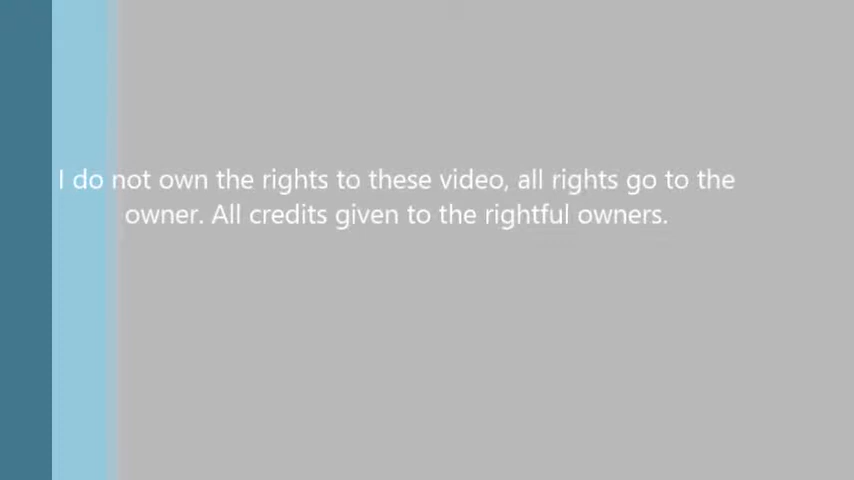 I do not own the rights to these video, all rights go to the
owner. All credits given to the rightful owners.